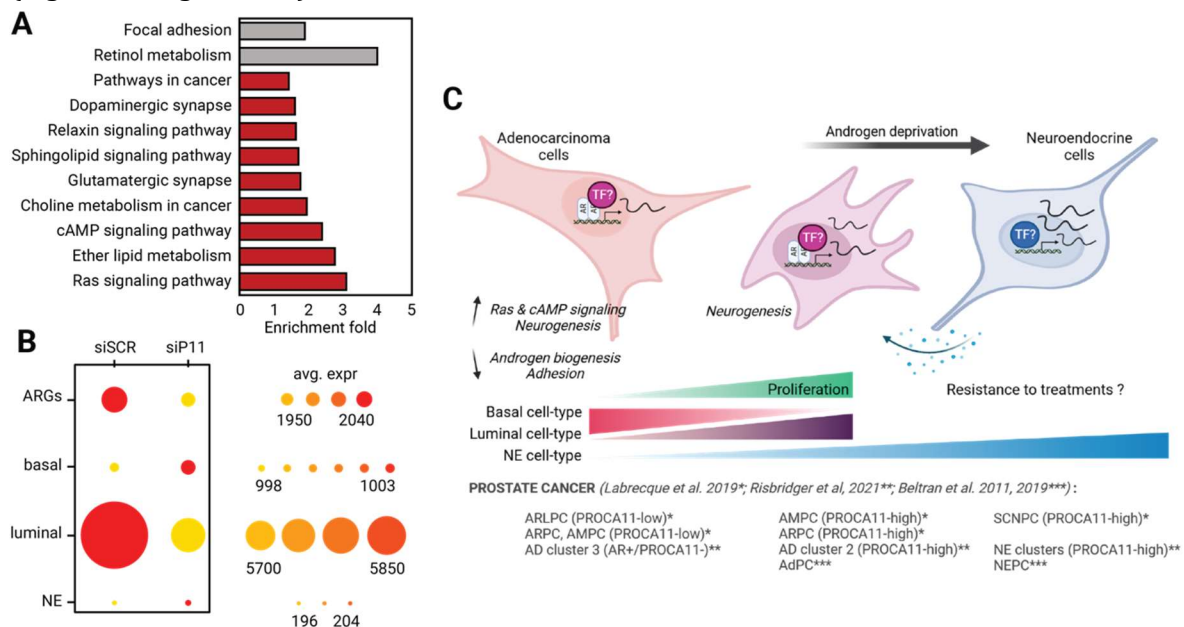 A
Focal adhesion
Retinol metabolism
Pathways in cancer
Dopaminergic synapse
Relaxin signaling pathway
Sphingolipid signaling pathway
Glutamatergic synapse
Choline metabolism in cancer
cAMP signaling pathway
Ether lipid metabolism
Ras signaling pathway
0 1 2 3 4 5
Enrichment fold
B
siSCR siP11
ARGs
basal
luminal
NE
avg. expr
1950 2040
998 1003
5700 5850
196 204
C
Adenocarcinoma
cells
Androgen deprivation
Neuroendocrine
cells
TF?
AR
TF?
AR
TF?
Ras & cAMP signaling
Neurogenesis
Neurogenesis
Androgen biogenesis
Adhesion
Proliferation
Resistance to treatments ?
Basal cell-type
Luminal cell-type
NE cell-type
PROSTATE CANCER (Labrecque et al. 2019*; Risbridger et al, 2021**; Beltran et al. 2011, 2019***) :
ARLPC (PROCA11-low)*
ARPC, AMPC (PROCA11-low)*
AD cluster 3 (AR+/PROCA11-)**
AMPC (PROCA11-high)*
ARPC (PROCA11-high)*
AD cluster 2 (PROCA11-high)**
AdPC***
SCNPC (PROCA11-high)*
NE clusters (PROCA11-high)**
NEPC***